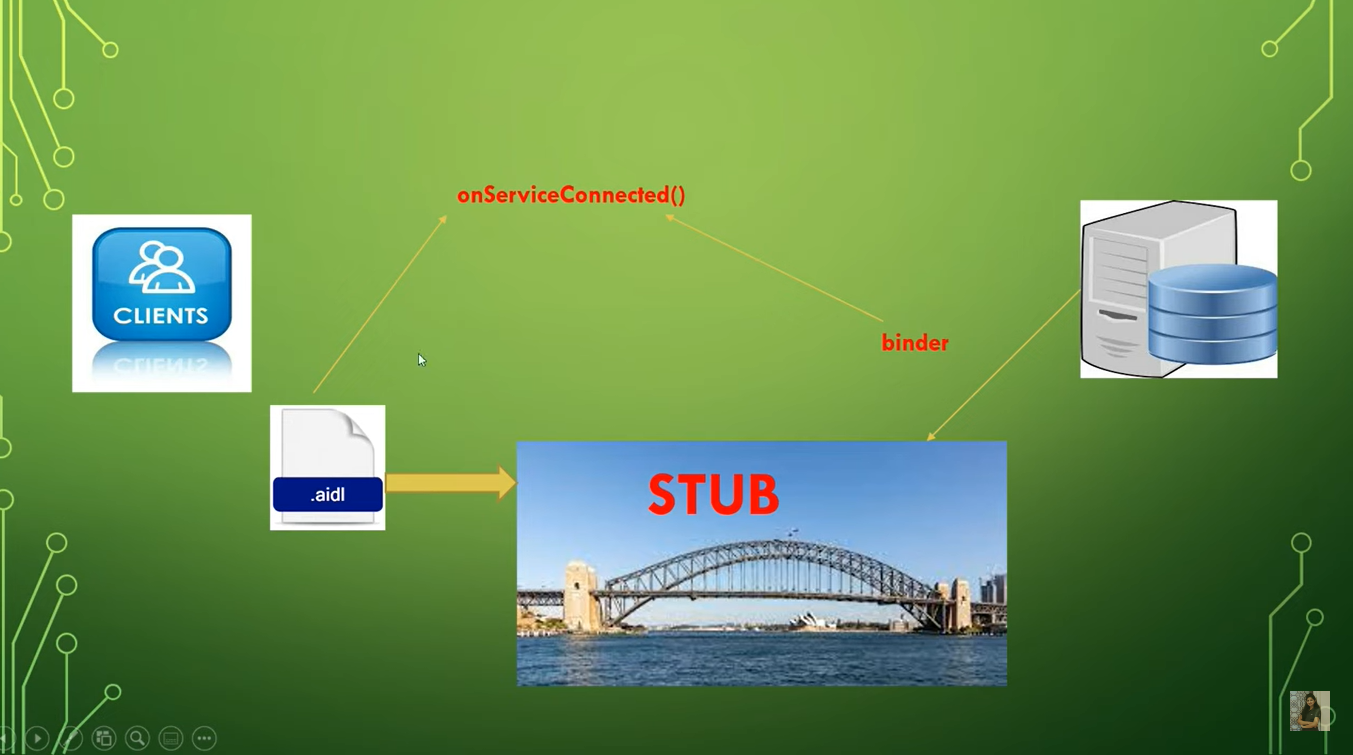 onServiceConnected()
CLIENTS
binder
.aidl
STUB